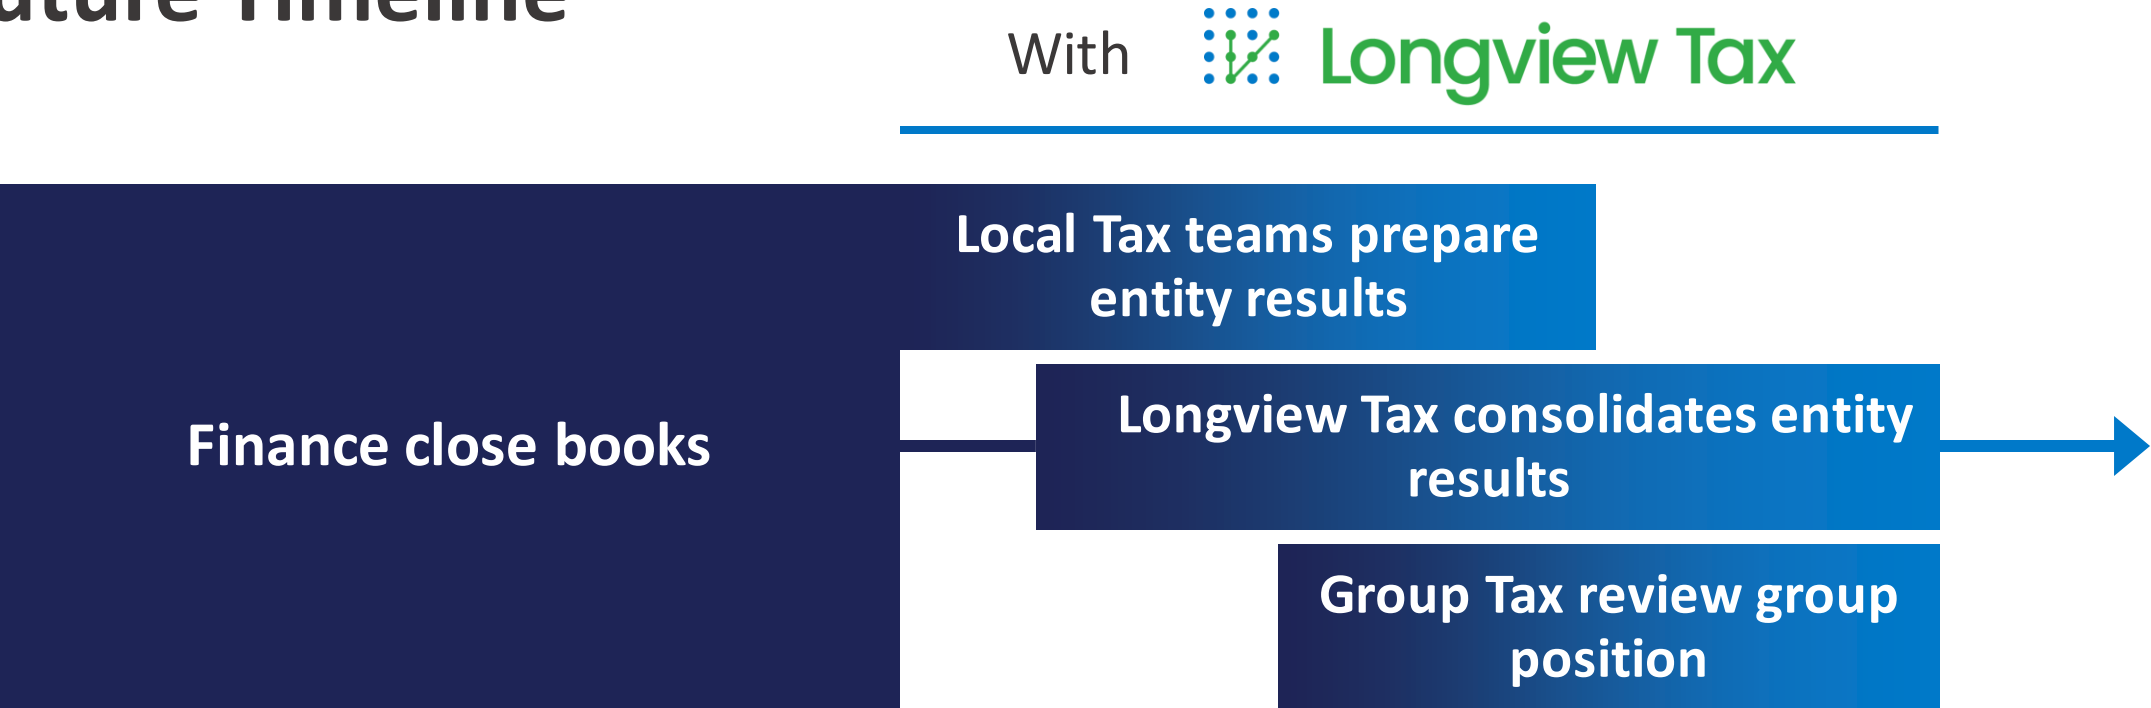 Timeline
With Longview Tax
Local Tax teams prepare
entity results
Finance close books
Longview Tax consolidates entity
results
Group Tax review group
position